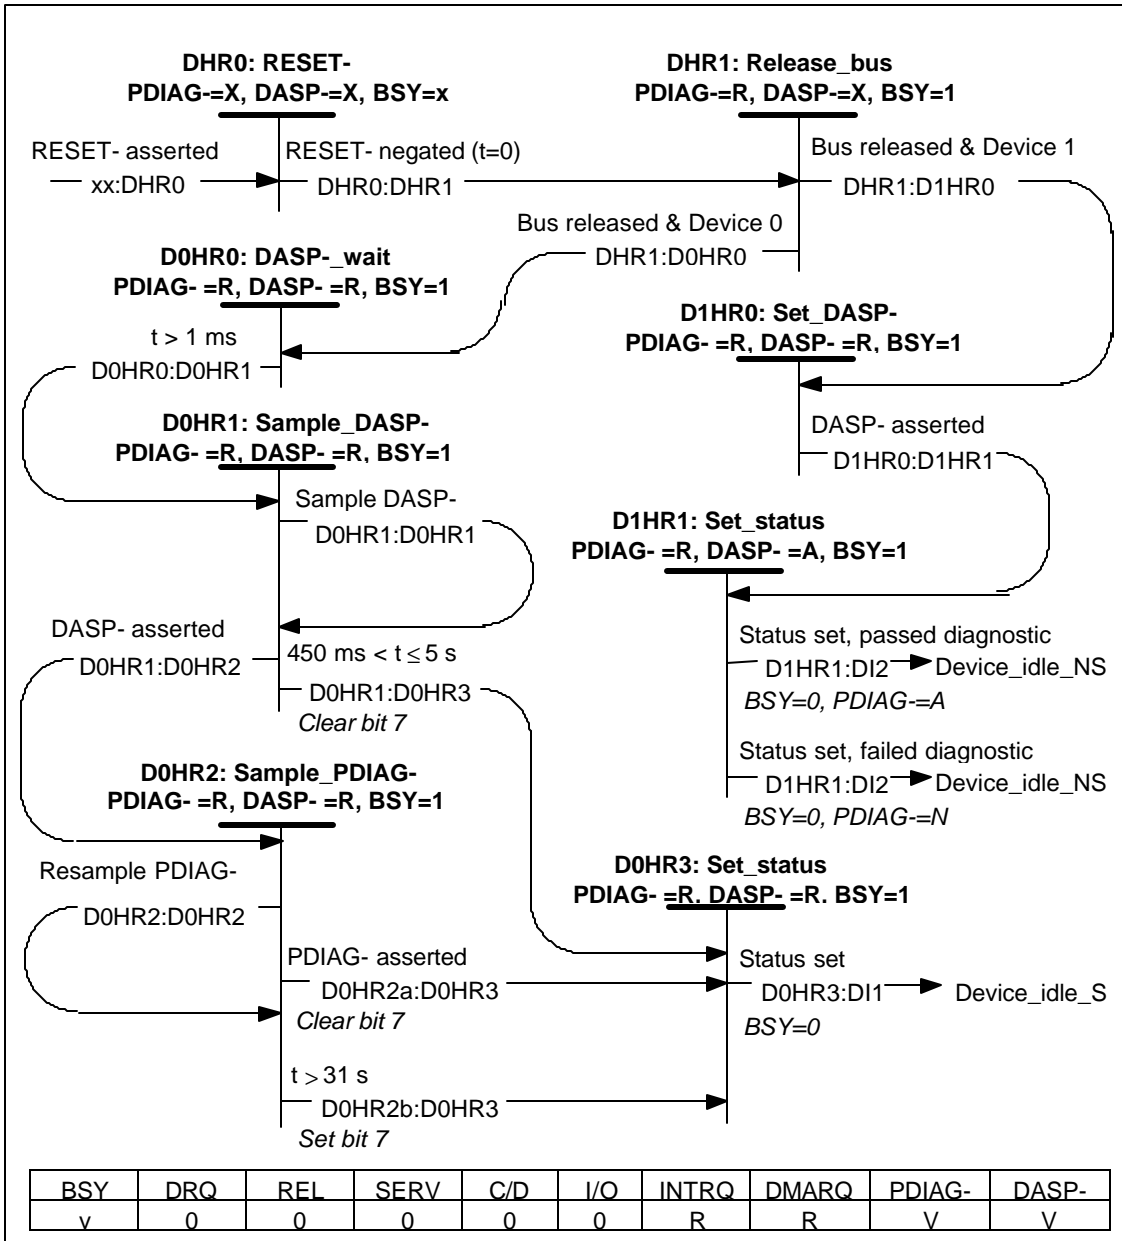 DHR0: RESET-
PDIAG-=X, DASP-=X, BSY=x
DHR1: Release_bus
PDIAG-=R, DASP-=X, BSY=1
RESET- asserted
xx:DHR0
RESET- negated (t=0)
DHR0:DHR1
Bus released & Device 1
DHR1:D1HR0
Bus released & Device 0
DHR1:D0HR0
D0HR0: DASP-_wait
PDIAG- =R, DASP- =R, BSY=1
t > 1 ms
D0HR0:D0HR1
D1HR0: Set_DASP-
PDIAG- =R, DASP- =R, BSY=1
DASP- asserted
D1HR0:D1HR1
D0HR1: Sample_DASP-
PDIAG- =R, DASP- =R, BSY=1
Sample DASP-
D0HR1:D0HR1
D1HR1: Set_status
PDIAG- =R, DASP- =A, BSY=1
DASP- asserted
D0HR1:D0HR2
450 ms < t ≤ 5 s
D0HR1:D0HR3
Clear bit 7
Status set, passed diagnostic
D1HR1:DI2
Device_idle_NS
BSY=0, PDIAG-=A
Status set, failed diagnostic
D1HR1:DI2
Device_idle_NS
BSY=0, PDIAG-=N
D0HR2: Sample_PDIAG-
PDIAG- =R, DASP- =R, BSY=1
Resample PDIAG-
D0HR2:D0HR2
D0HR3: Set_status
PDIAG- =R. DASP- =R. BSY=1
PDIAG- asserted
D0HR2a:D0HR3
Clear bit 7
Status set
D0HR3:DI1
Device_idle_S
BSY=0
t > 31 s
D0HR2b:D0HR3
Set bit 7
BSY DRQ REL SERV C/D I/O INTRQ DMARQ PDIAG- DASP-
v 0 0 0 0 0 R R V V